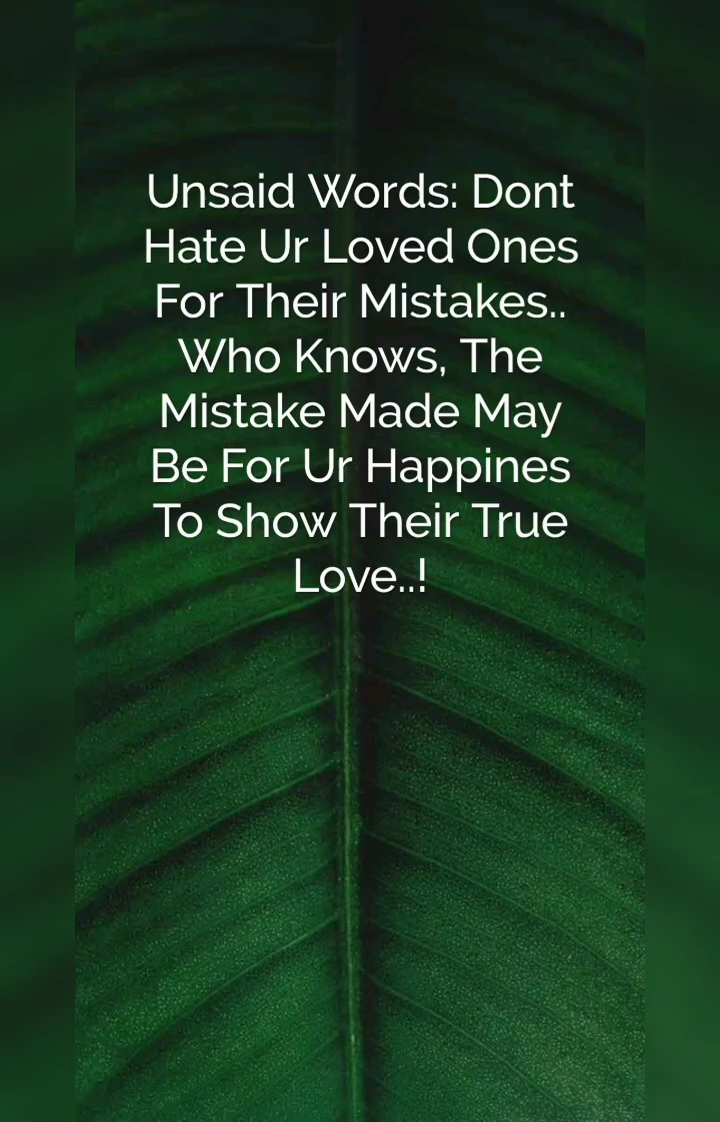 Unsaid Words: Dont
Hate Ur Loved Ones
For Their Mistakes..
Who Knows, The
Mistake Made May
Be For Ur Happines
To Show Their True
Love..!